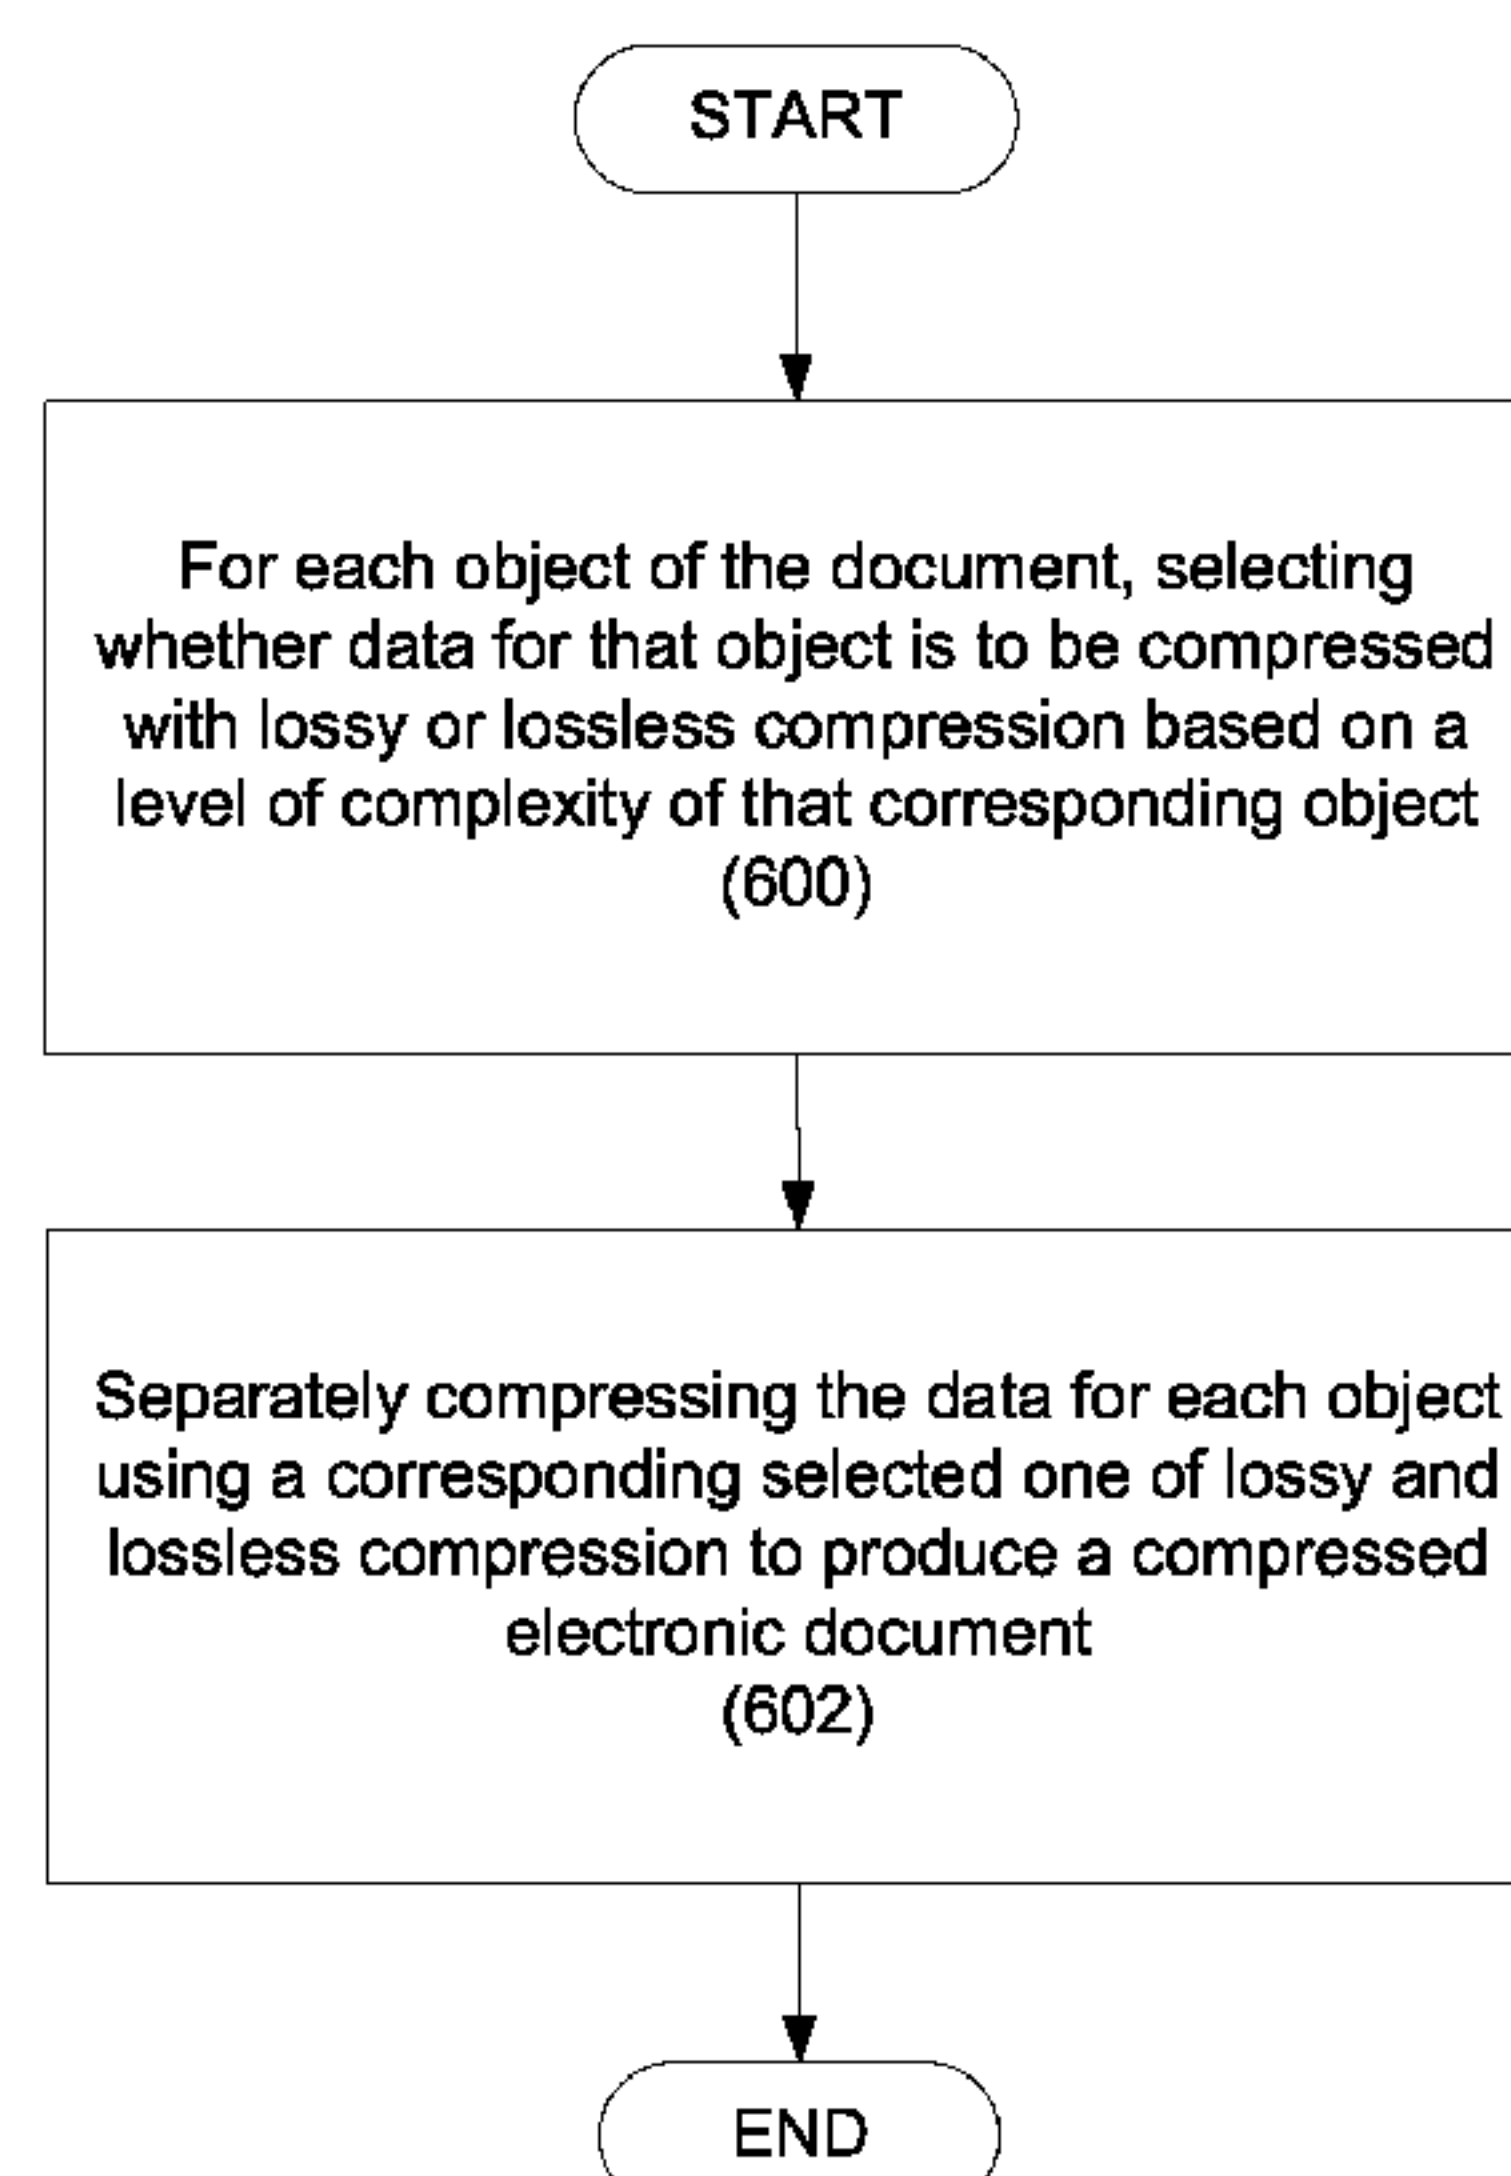 START
For each object of the document, selecting
whether data for that object is to be compressed
with lossy or lossless compression based on a
level of complexity of that corresponding object
(600)
Separately compressing the data for each object
using a corresponding selected one of lossy and
lossless compression to produce a compressed
electronic document
(602)
END